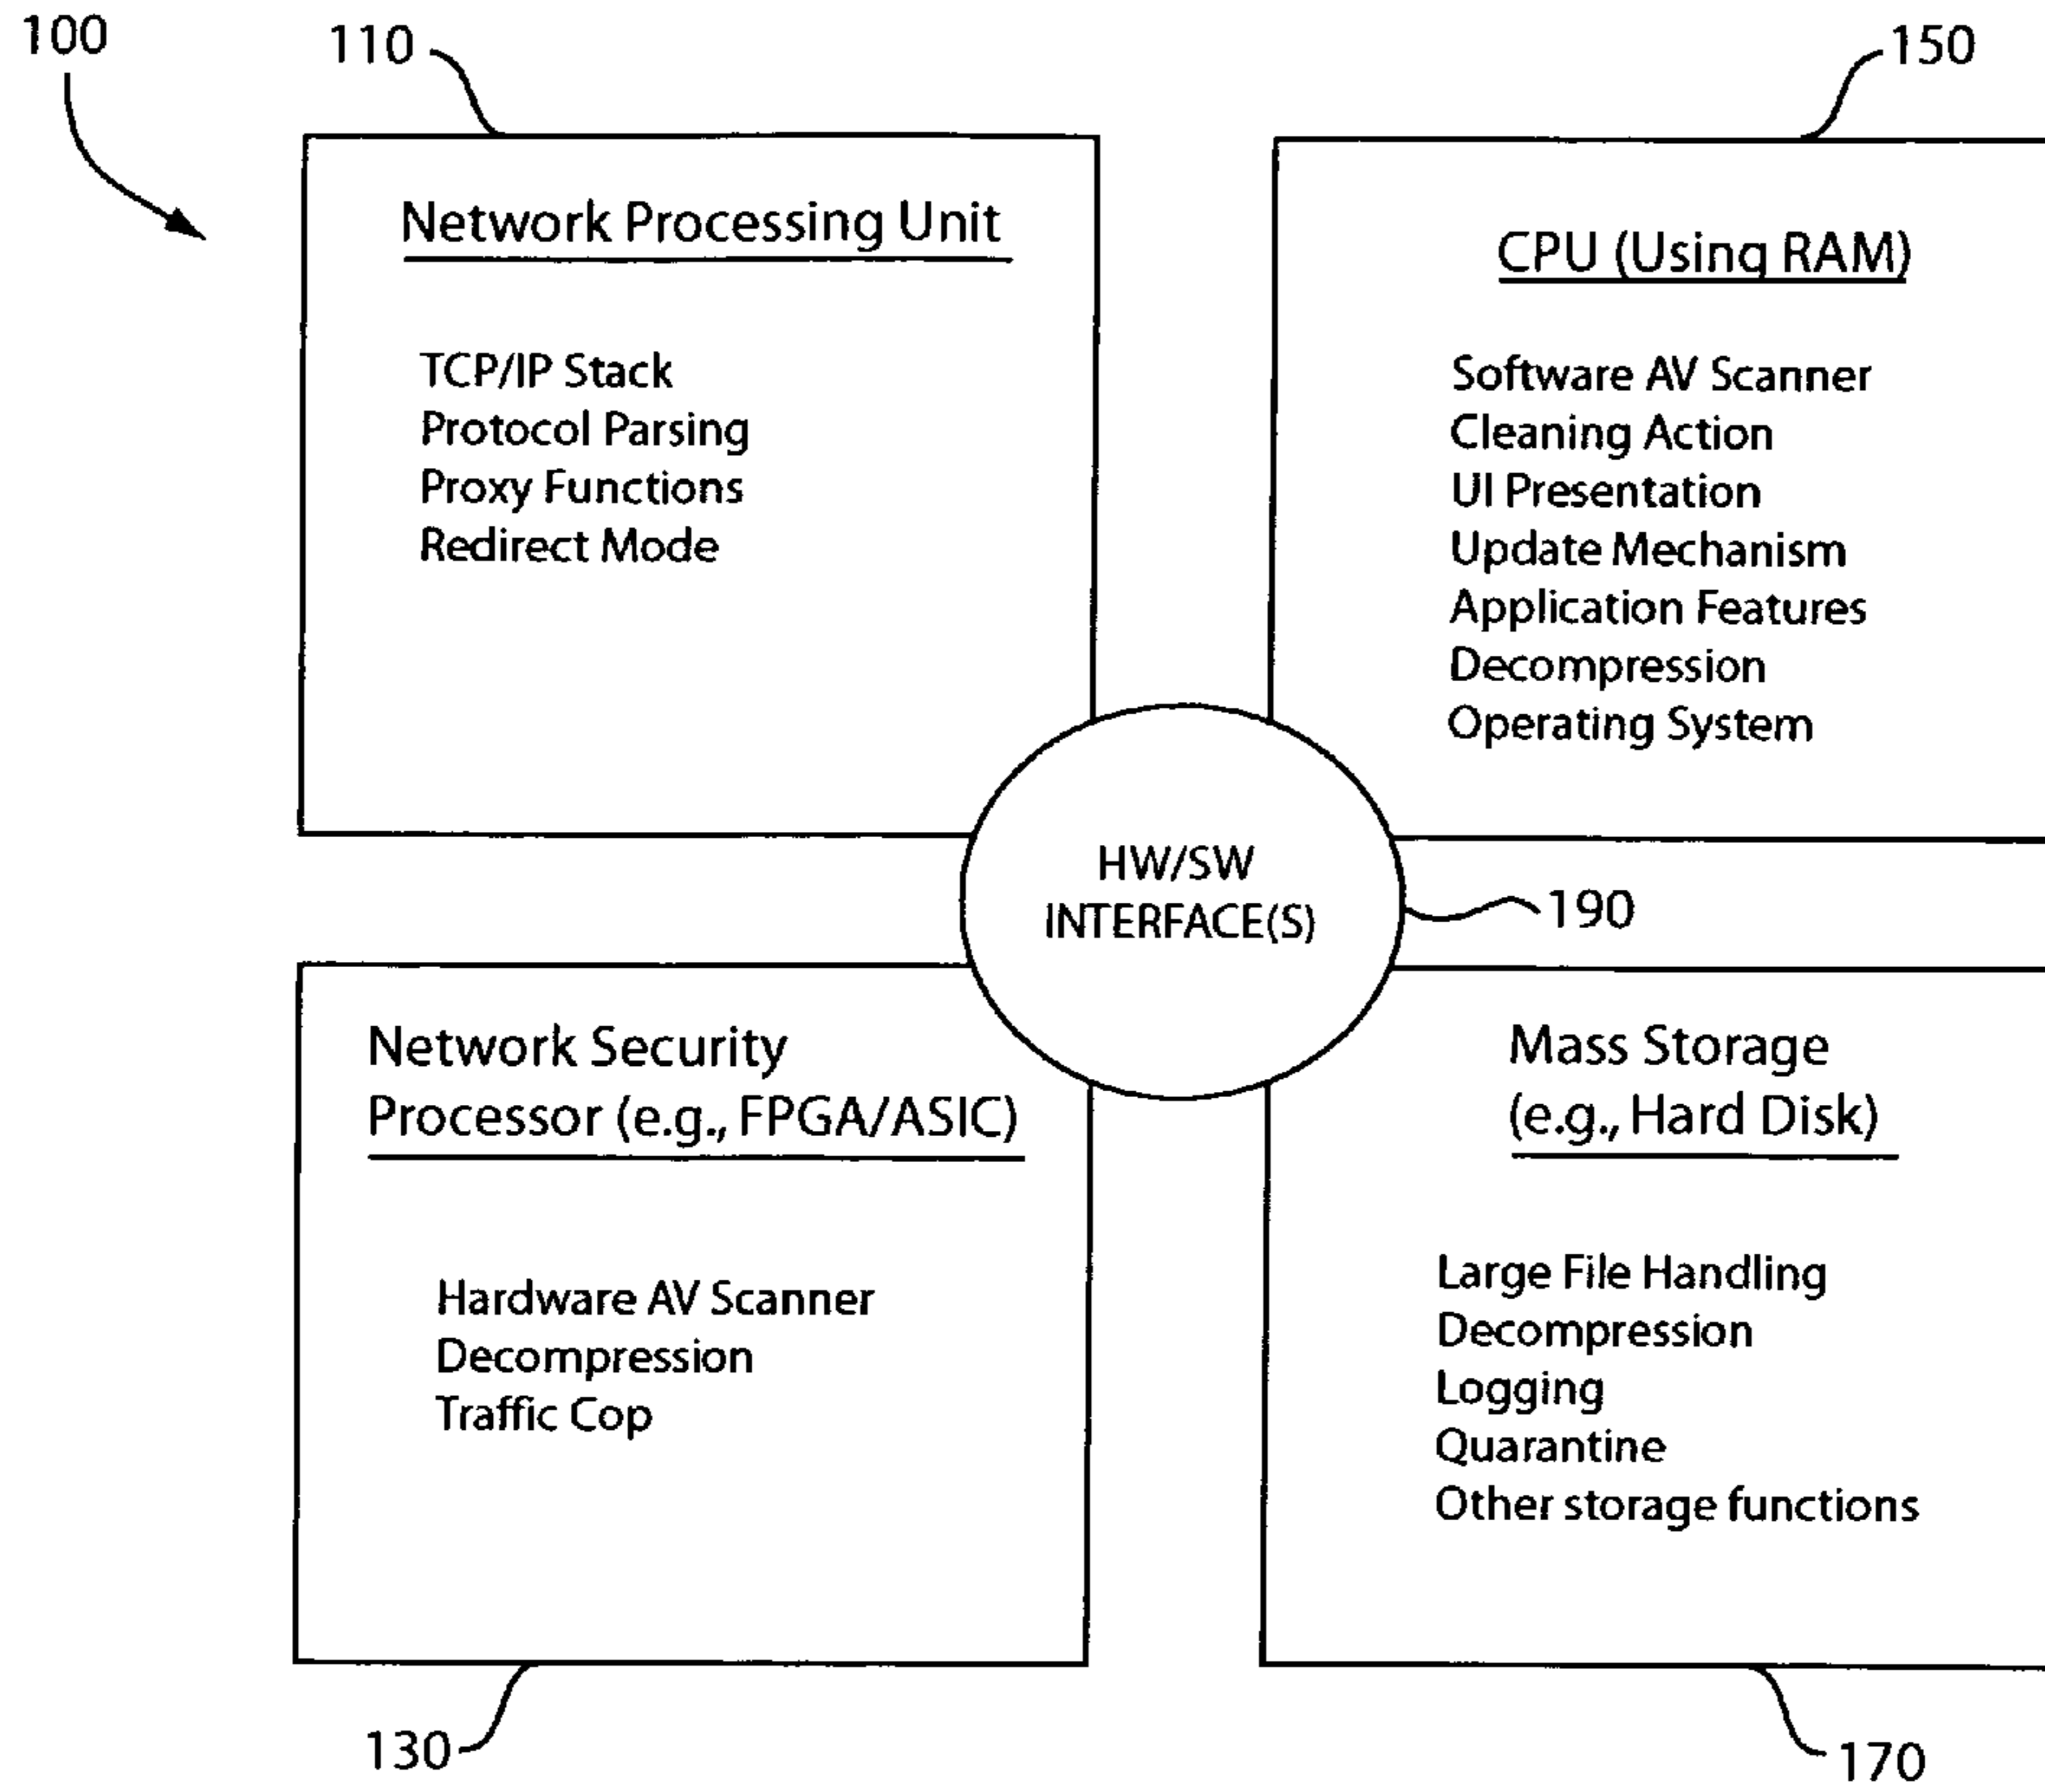 100
110
150
Network Processing Unit
TCP/IP Stack
Protocol Parsing
Proxy Functions
Redirect Mode
CPU (Using RAM)
Software AV Scanner
Cleaning Action
UI Presentation
Update Mechanism
Application Features
Decompression
Operating System
HW/SW
INTERFACE(S)
190
Network Security
Processor (e.g., FPGA/ASIC)
Hardware AV Scanner
Decompression
Traffic Cop
Mass Storage
(e.g., Hard Disk)
Large File Handling
Decompression
Logging
Quarantine
Other storage functions
130
170